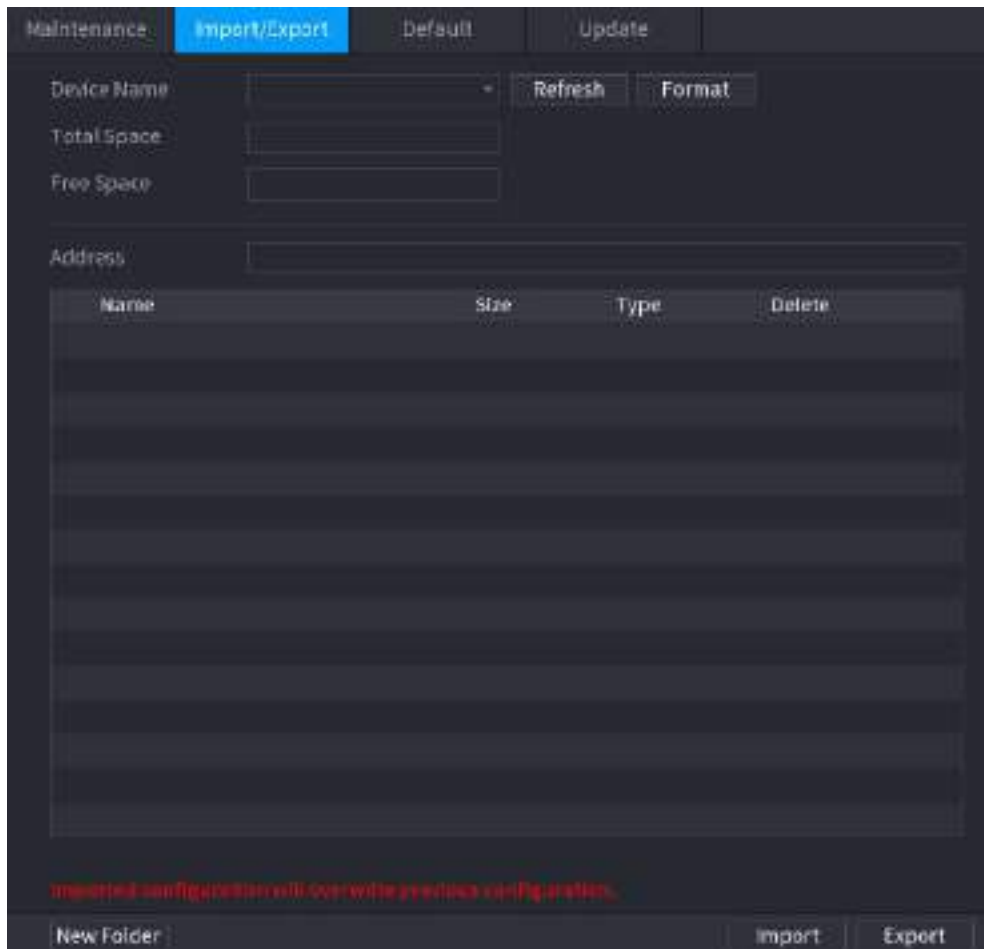 Maintenance Import/Export Default Update
Device Name Refresh Format
Total Space
Free Space
Address
Name Size Type Delete
Imported configuration will overwrite previous configuration.
New Folder Import Export